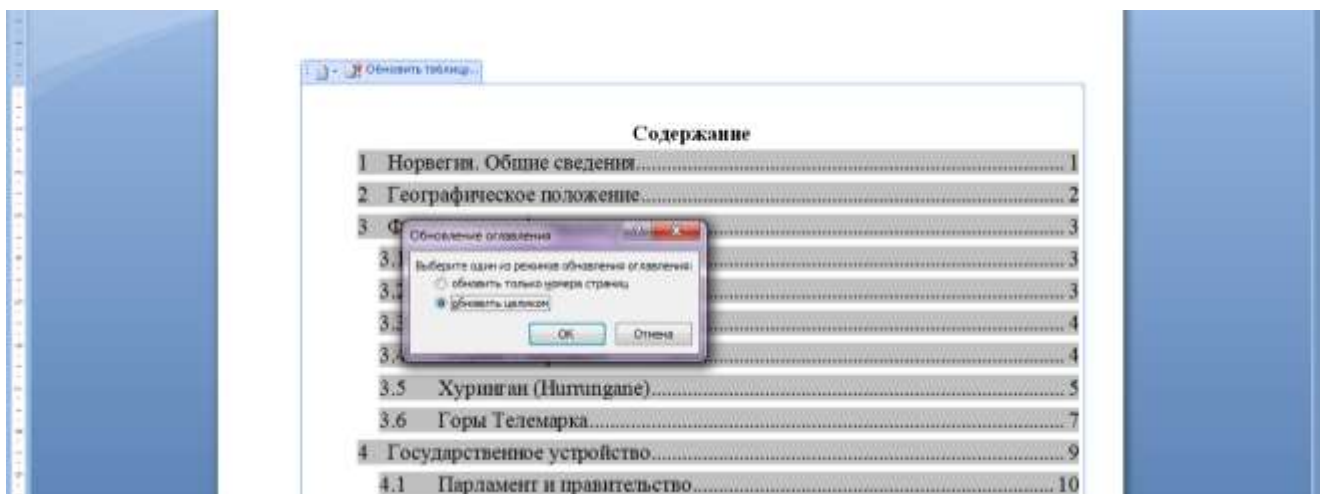 Обновить таблицу...
Содержание
1 Норвегия. Общие сведения 1
2 Географическое положение 2
3 3
3.1 3
3
4
4
Обновление оглавления
Выберите один из режимов обновления оглавления:
обновить только номера страниц
обновить целиком
ОК Отмена
3.5 Хуринган (Hurrungane) 5
3.6 Горы Телемарка 7
4 Государственное устройство 9
4.1 Парламент и правительство 10